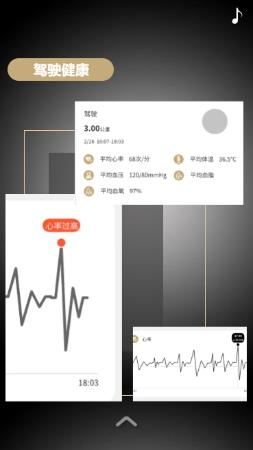 驾驶健康
驾驶
3.00公里
2/26 18:07-19:03
平均心率 68次/分
平均体温 36.5℃
平均血压 120/80mmHg
平均血脂
平均血氧 97%
心率过高
18:03
心率